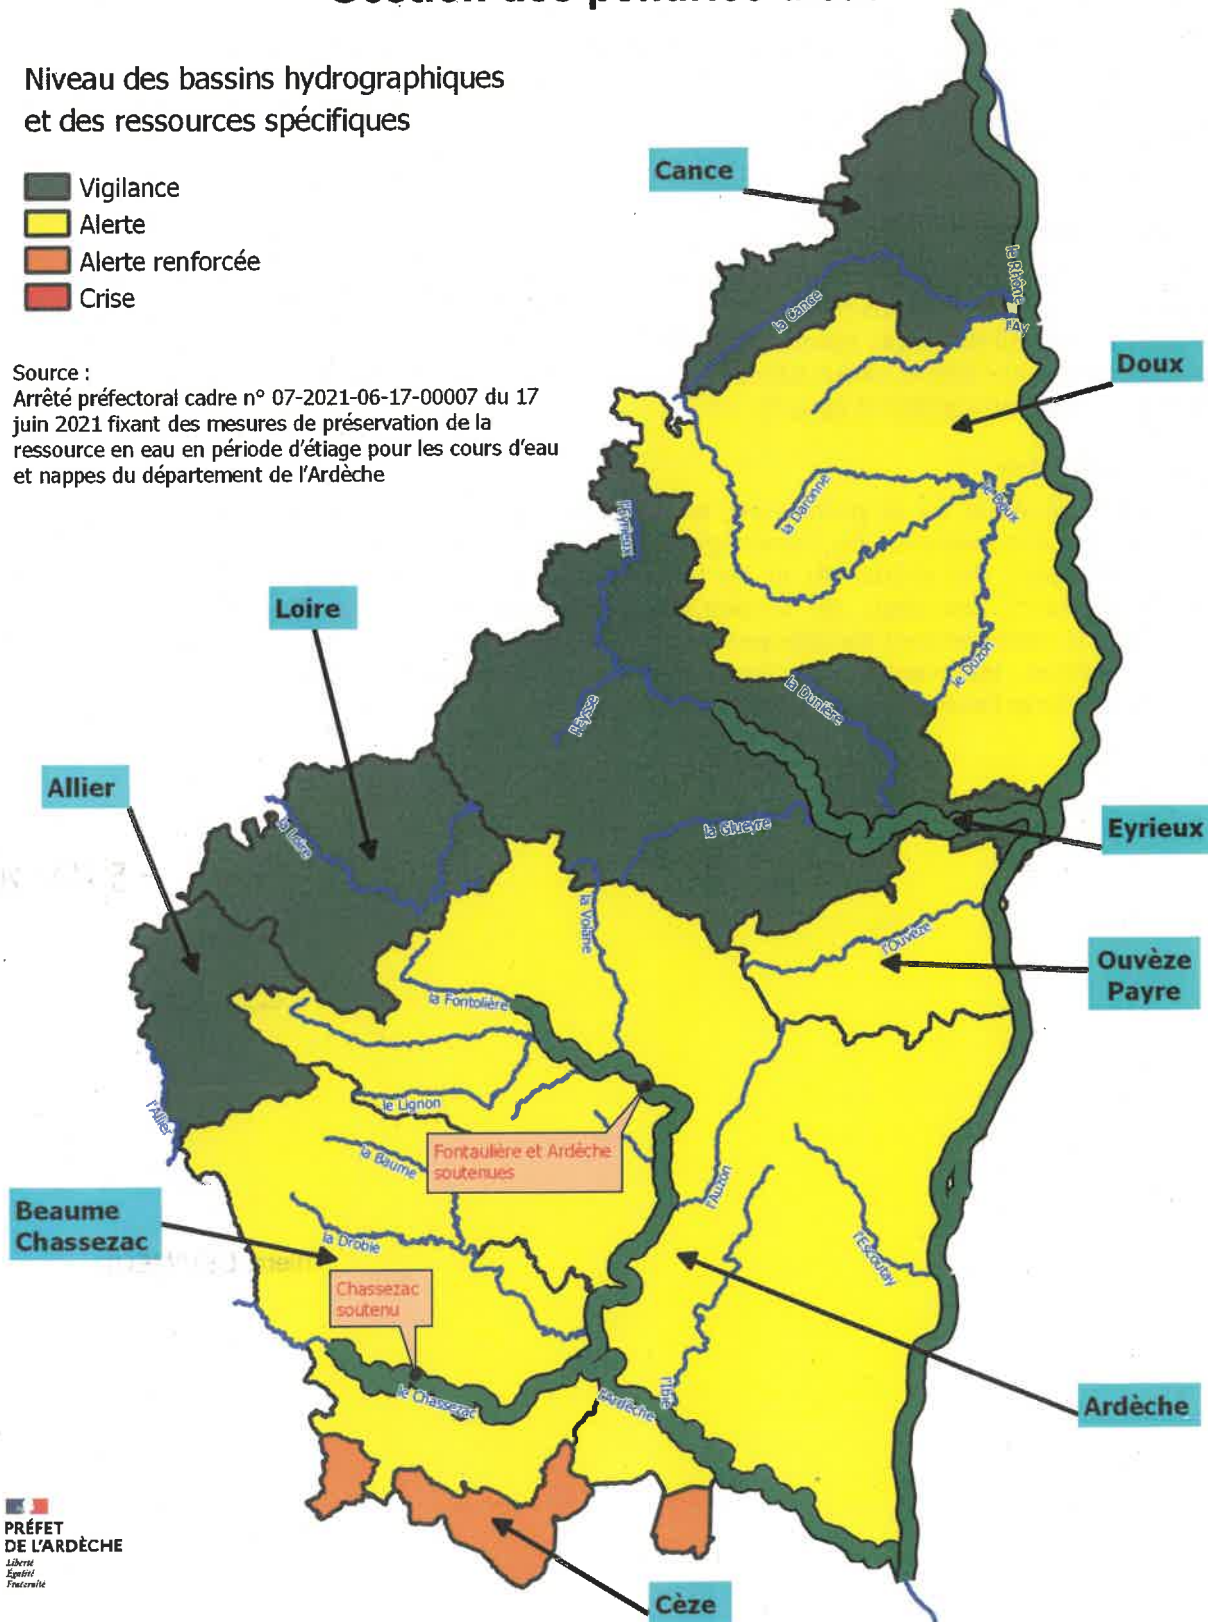 Niveau des bassins hydrographiques
et des ressources spécifiques
Vigilance
Alerte
Alerte renforcée
Crise
Source :
Arrêté préfectoral cadre n° 07-2021-06-17-00007 du 17
juin 2021 fixant des mesures de préservation de la
ressource en eau en période d'étiage pour les cours d'eau
et nappes du département de l'Ardèche
Cance
le Rhône
la Cance
l'Ay
Doux
la Daronne
le Doux
l'Eyrieux
Loire
le Duzon
la Dunière
l'Eysse
Allier
la Loire
la Glueyre
Eyrieux
la Volane
l'Ouvèze
Ouvèze
Payre
la Fontolière
l'Allier
le Lignon
Fontaulière et Ardèche
soutenues
la Baume
l'Auzon
Beaume
Chassezac
la Drobie
l'Escoutay
Chassezac
soutenu
le Chassezac
l'Ardèche
l'Ibie
Ardèche
PRÉFET
DE L'ARDÈCHE
Liberté
Égalité
Fraternité
Cèze